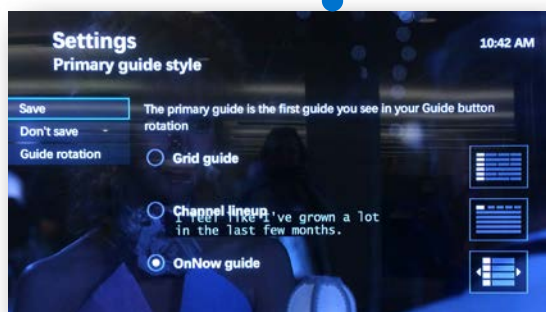 Settings
10:42 AM
Primary guide style
Save
Don't save
Guide rotation
The primary guide is the first guide you see in your Guide button
rotation
Grid guide
Channel lineup
I feel like I've grown a lot
in the last few months.
OnNow guide